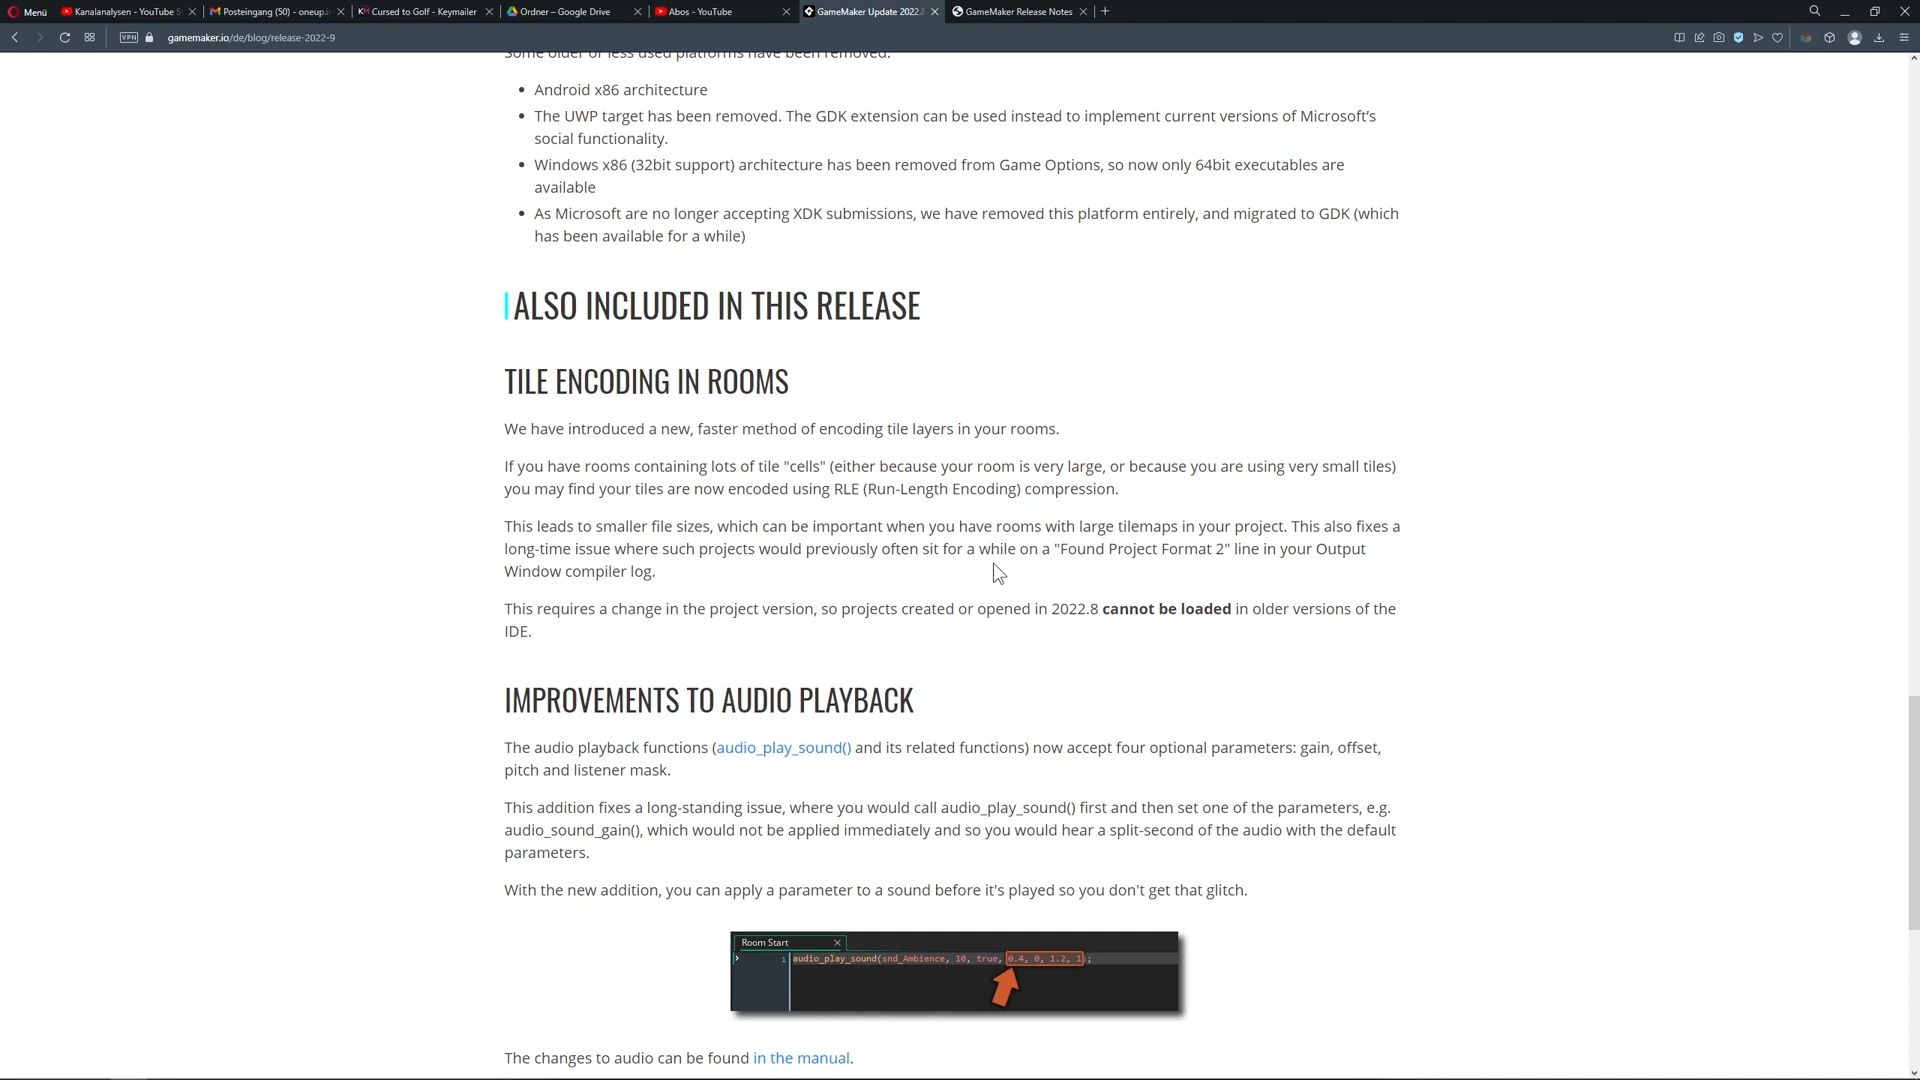 Menü
Kanalanalysen - YouTube S
Posteingang (50) - oneup.i
Cursed to Golf - Keymailer
Ordner – Google Drive
Abos - YouTube
GameMaker Update 2022.
GameMaker Release Notes
VPN
gamemaker.io/de/blog/release-2022-9
Some older or less used platforms have been removed.
• Android x86 architecture
• The UWP target has been removed. The GDK extension can be used instead to implement current versions of Microsoft’s
social functionality.
• Windows x86 (32bit support) architecture has been removed from Game Options, so now only 64bit executables are
available
• As Microsoft are no longer accepting XDK submissions, we have removed this platform entirely, and migrated to GDK (which
has been available for a while)
ALSO INCLUDED IN THIS RELEASE
TILE ENCODING IN ROOMS
We have introduced a new, faster method of encoding tile layers in your rooms.
If you have rooms containing lots of tile "cells" (either because your room is very large, or because you are using very small tiles)
you may find your tiles are now encoded using RLE (Run-Length Encoding) compression.
This leads to smaller file sizes, which can be important when you have rooms with large tilemaps in your project. This also fixes a
long-time issue where such projects would previously often sit for a while on a "Found Project Format 2" line in your Output
Window compiler log.
This requires a change in the project version, so projects created or opened in 2022.8 cannot be loaded in older versions of the
IDE.
IMPROVEMENTS TO AUDIO PLAYBACK
The audio playback functions (audio_play_sound() and its related functions) now accept four optional parameters: gain, offset,
pitch and listener mask.
This addition fixes a long-standing issue, where you would call audio_play_sound() first and then set one of the parameters, e.g.
audio_sound_gain(), which would not be applied immediately and so you would hear a split-second of the audio with the default
parameters.
With the new addition, you can apply a parameter to a sound before it's played so you don't get that glitch.
Room Start
1 audio_play_sound(snd_Ambience, 10, true, 0.4, 0, 1.2, 1);
The changes to audio can be found in the manual.